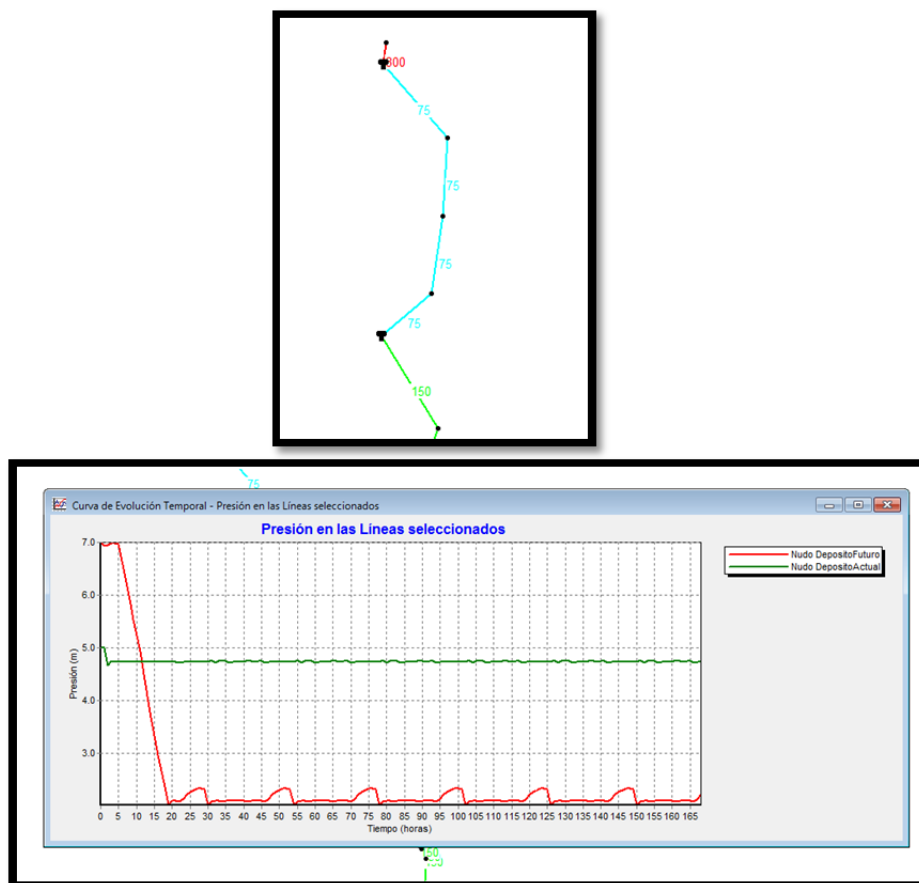 300
75
75
75
75
150
75
Curva de Evolución Temporal - Presión en las Líneas seleccionados
Presión en las Líneas seleccionados
Nudo DepositoFuturo
Nudo DepositoActual
7.0
6.0
5.0
4.0
3.0
Presión (m)
0 5 10 15 20 25 30 35 40 45 50 55 60 65 70 75 80 85 90 95 100 105 110 115 120 125 130 135 140 145 150 155 160 165
Tiempo (horas)
150